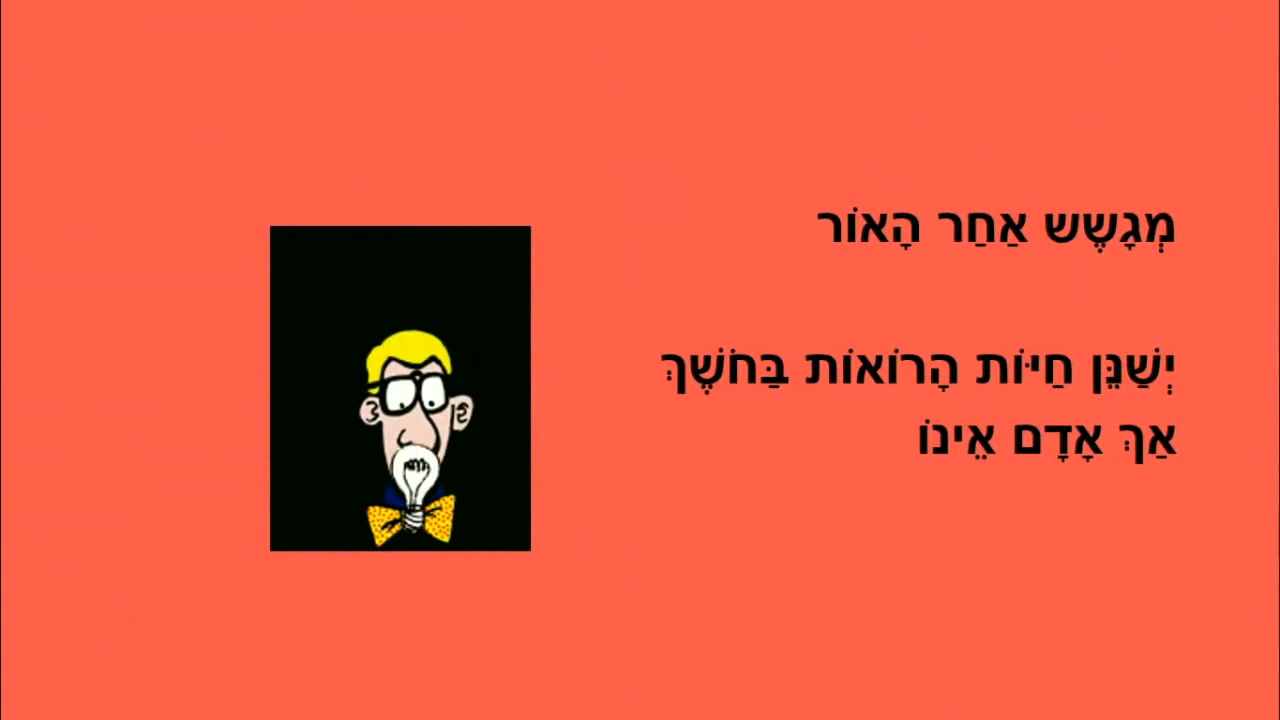 מְגָשֶש אַחַר הָאוֹר
יְשַׁנֵּן חַיּוֹת הָרוֹאוֹת בַּחֹשֶׁךְ
אַךְ אָדָם אֵינוֹ